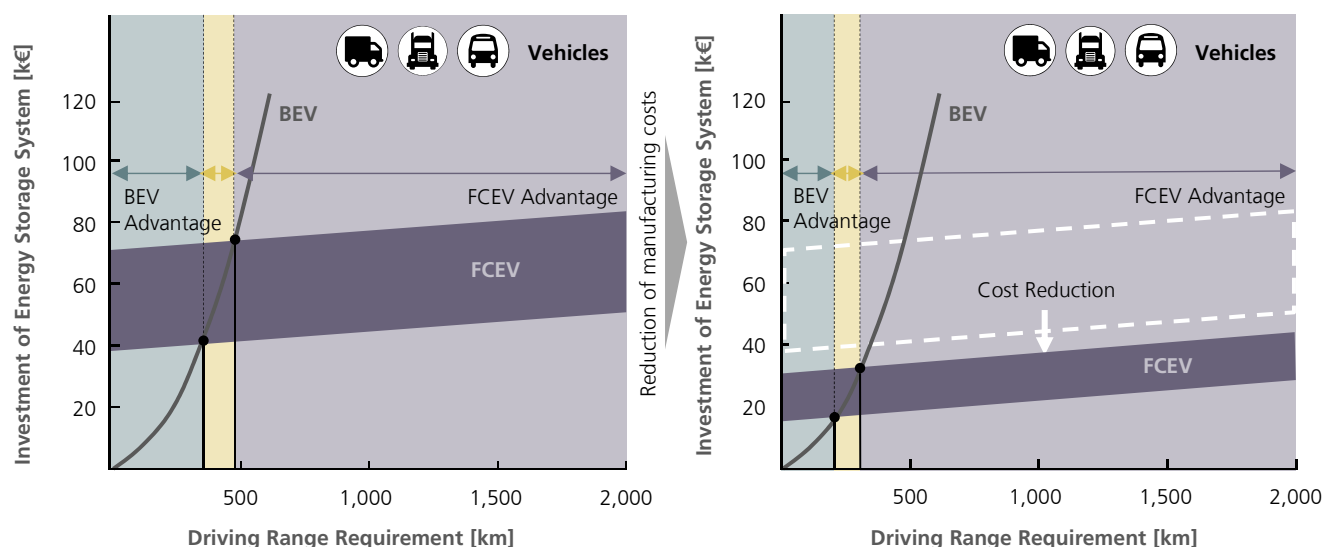 Investment of Energy Storage System [k€]
Vehicles
120
100
80
60
40
20
BEV
BEV
Advantage
FCEV Advantage
FCEV
500
1,000
1,500
2,000
Driving Range Requirement [km]
Reduction of manufacturing costs
Investment of Energy Storage System [k€]
Vehicles
120
100
80
60
40
20
BEV
BEV
Advantage
FCEV Advantage
Cost Reduction
FCEV
500
1,000
1,500
2,000
Driving Range Requirement [km]